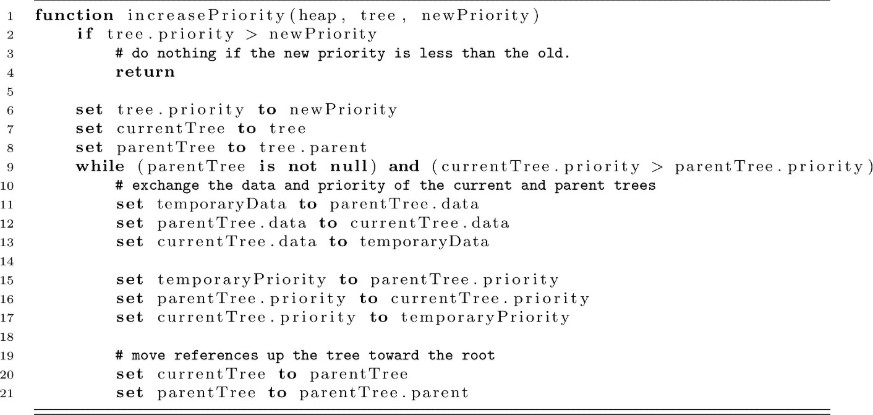 1 function increasePriority(heap, tree, newPriority)
2 if tree.priority > newPriority
3 # do nothing if the new priority is less than the old.
4 return
5
6 set tree.priority to newPriority
7 set currentTree to tree
8 set parentTree to tree.parent
9 while (parentTree is not null) and (currentTree.priority > parentTree.priority)
10 # exchange the data and priority of the current and parent trees
11 set temporaryData to parentTree.data
12 set parentTree.data to currentTree.data
13 set currentTree.data to temporaryData
14
15 set temporaryPriority to parentTree.priority
16 set parentTree.priority to currentTree.priority
17 set currentTree.priority to temporaryPriority
18
19 # move references up the tree toward the root
20 set currentTree to parentTree
21 set parentTree to parentTree.parent